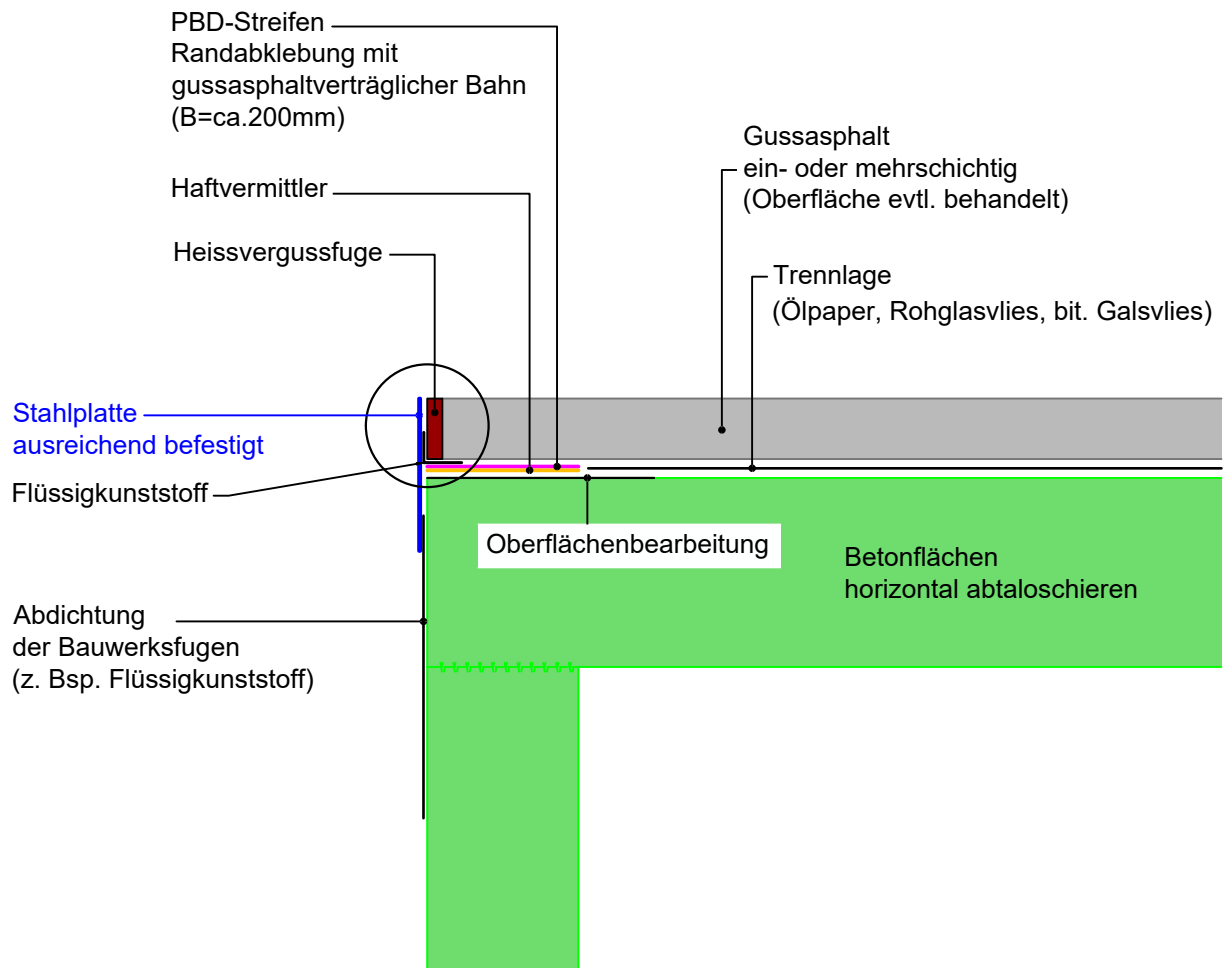 PBD-Streifen
Randabklebung mit
gussasphaltverträglicher Bahn
(B=ca.200mm)
Gussasphalt
ein- oder mehrschichtig
(Oberfläche evtl. behandelt)
Haftvermittler
Heissvergussfuge
Trennlage
(Ölpaper, Rohglasvlies, bit. Galsvlies)
Stahlplatte
ausreichend befestigt
Flüssigkunststoff
Oberflächenbearbeitung
Betonflächen
horizontal abtaloschieren
Abdichtung
der Bauwerksfugen
(z. Bsp. Flüssigkunststoff)